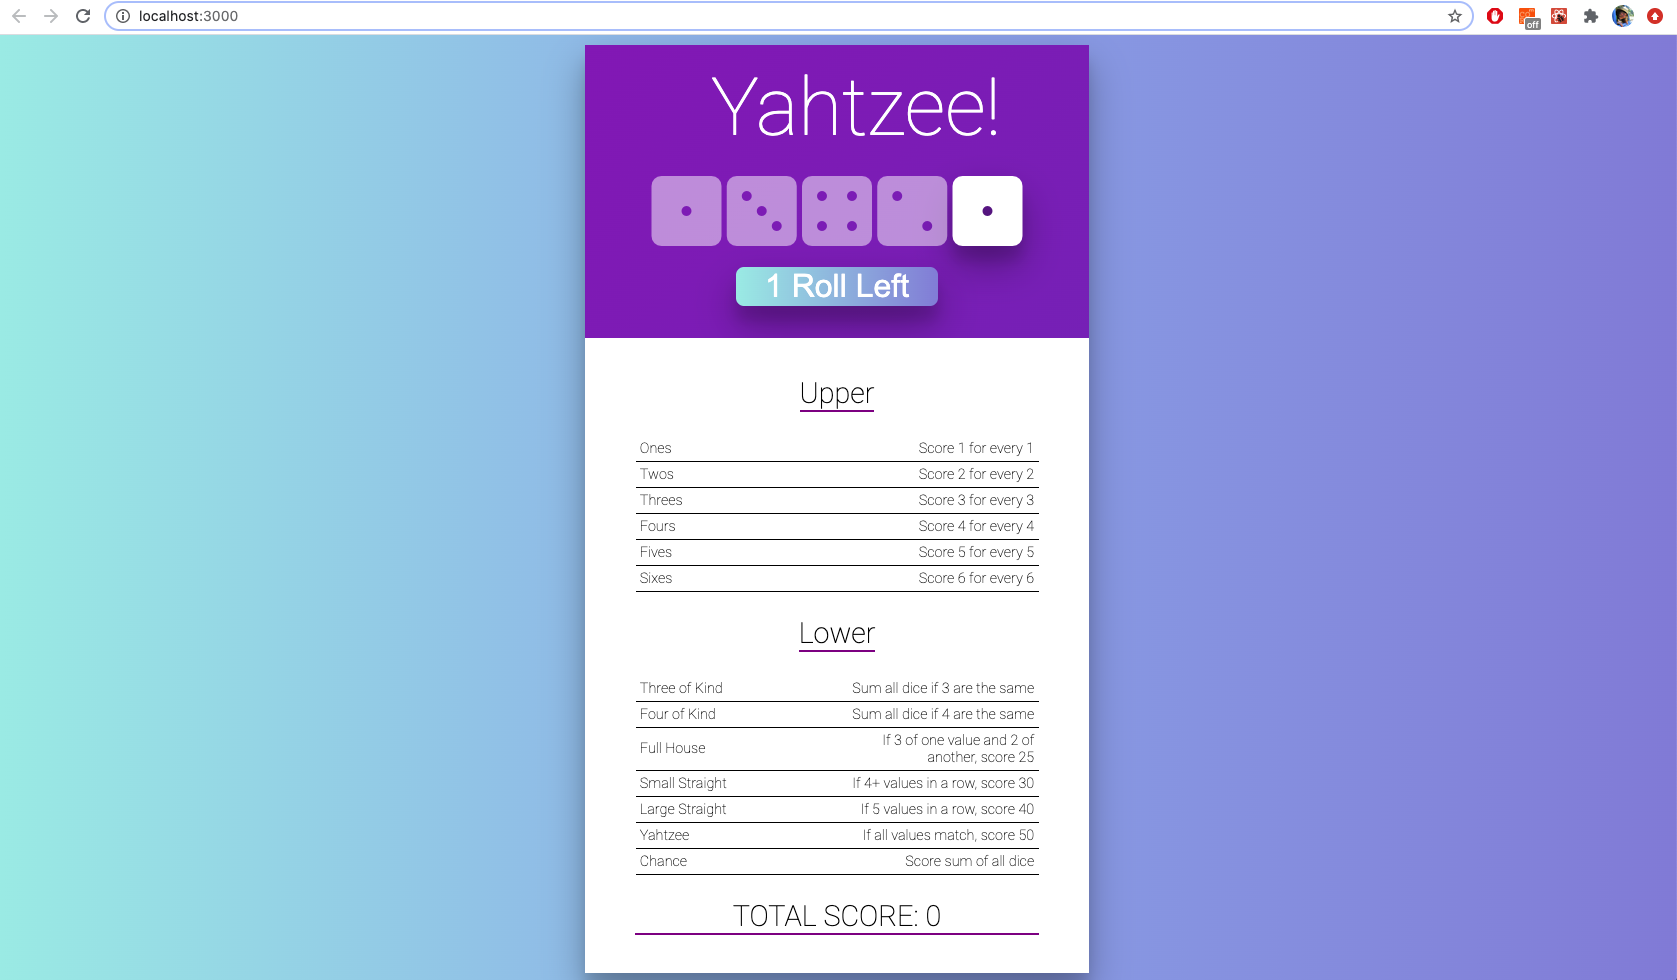 localhost:3000
off
Yahtzee!
1 Roll Left
Upper
Ones Score 1 for every 1
Twos Score 2 for every 2
Threes Score 3 for every 3
Fours Score 4 for every 4
Fives Score 5 for every 5
Sixes Score 6 for every 6
Lower
Three of Kind Sum all dice if 3 are the same
Four of Kind Sum all dice if 4 are the same
Full House If 3 of one value and 2 of
another, score 25
Small Straight If 4+ values in a row, score 30
Large Straight If 5 values in a row, score 40
Yahtzee If all values match, score 50
Chance Score sum of all dice
TOTAL SCORE: 0